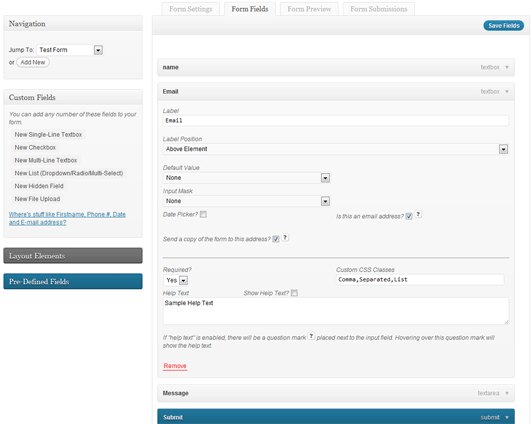 Form Settings
Form Fields
Form Preview
Form Submissions
Navigation
Jump To: Test Form
or Add New
Custom Fields
You can add any number of these fields to your
form.
New Single-Line Textbox
New Checkbox
New Multi-Line Textbox
New List (Dropdown/Radio/Multi-Select)
New Hidden Field
New File Upload
Where's stuff like Firstname, Phone #, Date
and E-mail address?
Layout Elements
Pre-Defined Fields
Save Fields
name textbox
Email textbox
Label
Email
Label Position
Above Element
Default Value
None
Input Mask
None
Date Picker? Is this an email address? ?
Send a copy of the form to this address? ?
Required? Custom CSS Classes
Yes Comma,Separated,List
Help Text Show Help Text?
Sample Help Text
If "help text" is enabled, there will be a question mark ? placed next to the input field. Hovering over this question mark will
show the help text.
Remove
Message textarea
Submit submit